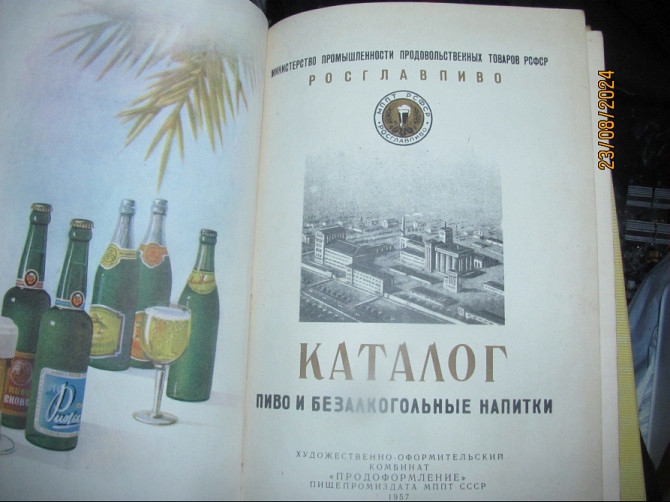 МИНИСТЕРСТВО ПРОМЫШЛЕННОСТИ ПРОДОВОЛЬСТВЕННЫХ ТОВАРОВ РСФСР
РОСГЛАВПИВО
МППТ РСФСР
РОСГЛАВПИВО
КАТАЛОГ
ПИВО И БЕЗАЛКОГОЛЬНЫЕ НАПИТКИ
ХУДОЖЕСТВЕННО-ОФОРМИТЕЛЬСКИЙ
КОМБИНАТ
«ПРОДОФОРМЛЕНИЕ»
ПИЩЕПРОМИЗДАТА МППТ СССР
1957
23/08/2024